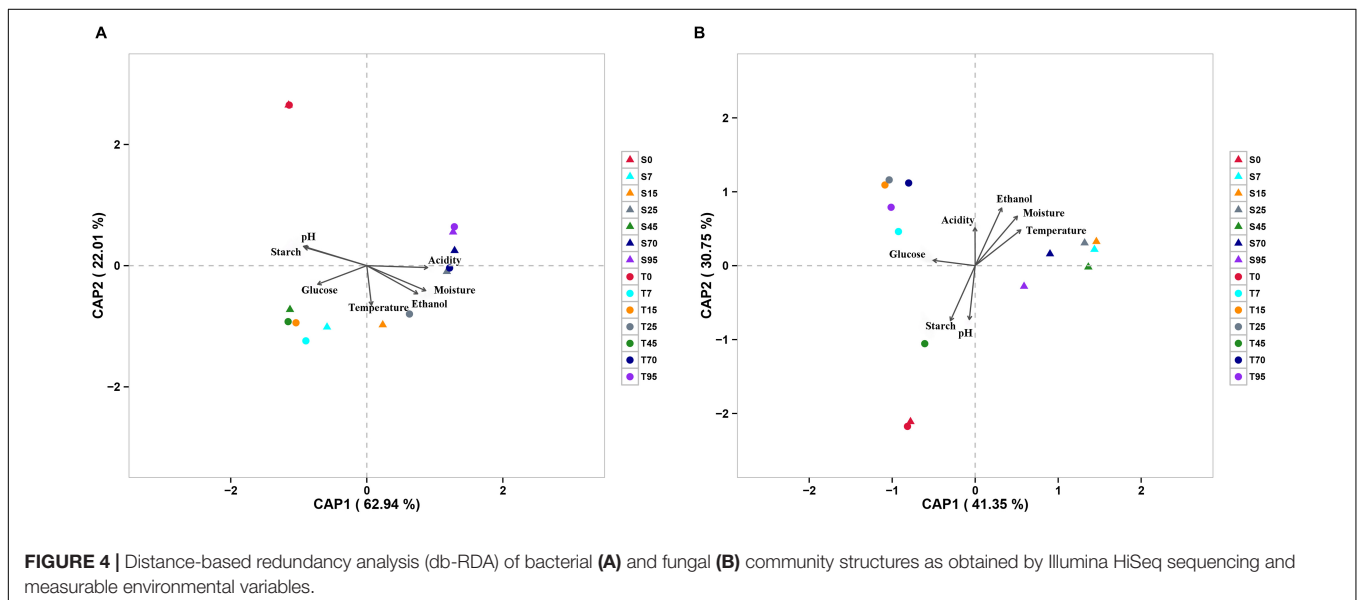 A
2
0
−2
CAP2 ( 22.01 %)
−2
0
2
CAP1 ( 62.94 %)
pH
Starch
Glucose
Acidity
Moisture
Temperature
Ethanol
S0
S7
S15
S25
S45
S70
S95
T0
T7
T15
T25
T45
T70
T95
B
2
1
0
−1
−2
CAP2 ( 30.75 %)
−2
−1
0
1
2
CAP1 ( 41.35 %)
Ethanol
Acidity
Moisture
Temperature
Glucose
Starch
pH
S0
S7
S15
S25
S45
S70
S95
T0
T7
T15
T25
T45
T70
T95
FIGURE 4 | Distance-based redundancy analysis (db-RDA) of bacterial (A) and fungal (B) community structures as obtained by Illumina HiSeq sequencing and
measurable environmental variables.